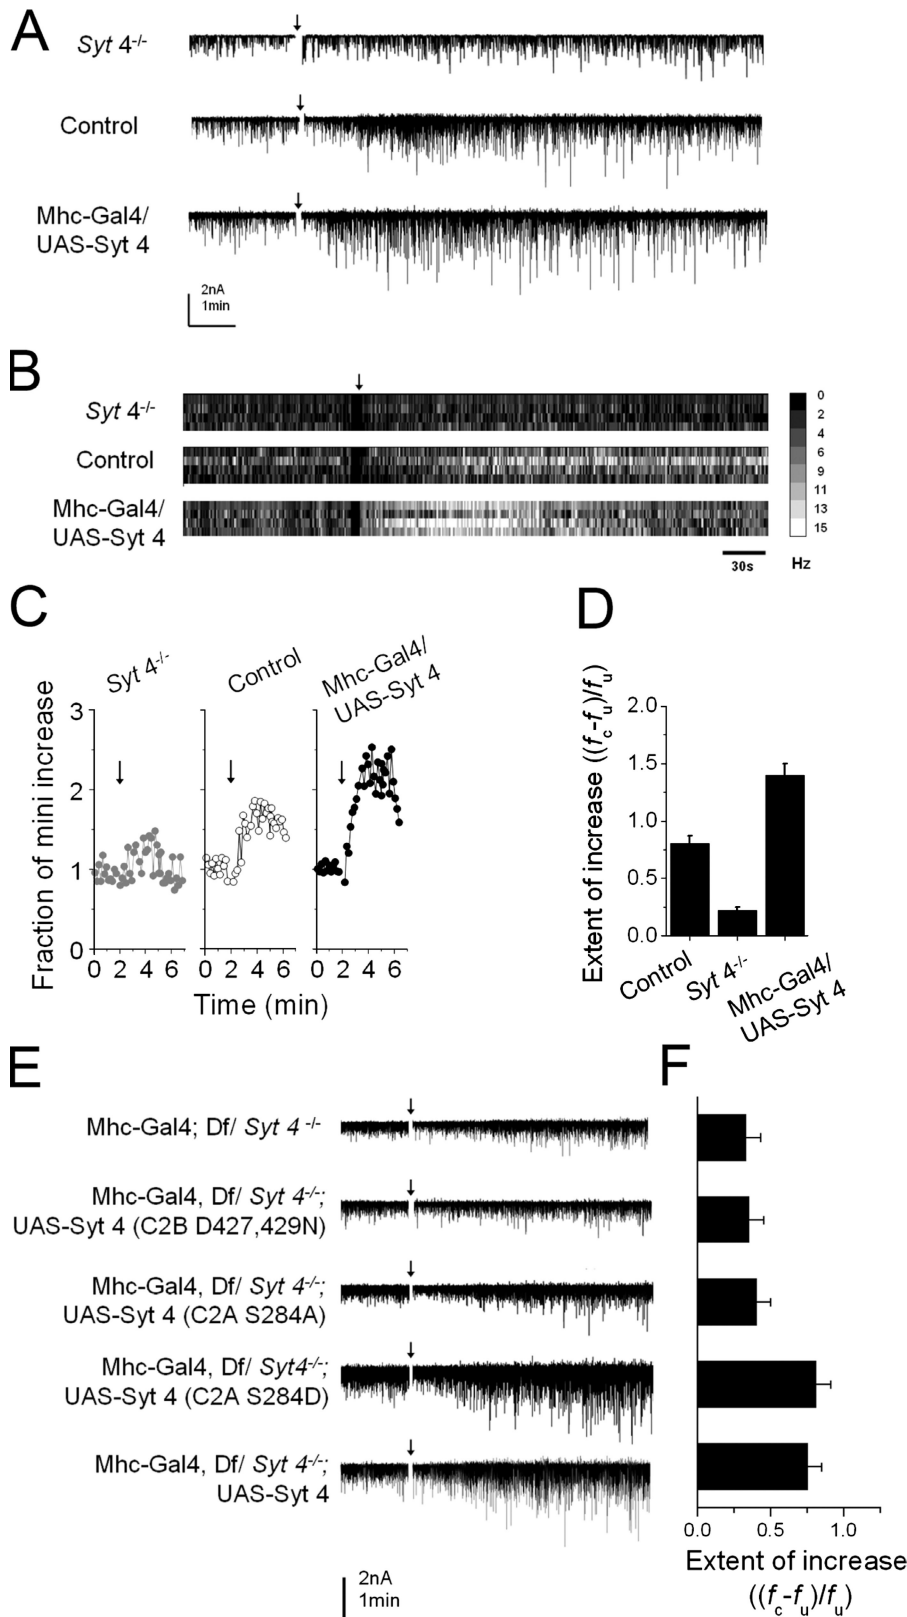 A
Syt 4-/-
Control
Mhc-Gal4/
UAS-Syt 4
2nA
1min
B
Syt 4-/-
Control
Mhc-Gal4/
UAS-Syt 4
0
2
4
6
9
11
13
15
30s
Hz
C
Syt 4-/-
Control
Mhc-Gal4/
UAS-Syt 4
Fraction of mini increase
3
2
1
0
0 2 4 6
0 2 4 6
0 2 4 6
Time (min)
D
Extent of increase ((fc-fu)/fu)
2.0
1.5
1.0
0.5
0.0
Control
Syt 4-/-
Mhc-Gal4/
UAS-Syt 4
E
Mhc-Gal4; Df/ Syt 4 -/-
Mhc-Gal4, Df/ Syt 4-/-;
UAS-Syt 4 (C2B D427,429N)
Mhc-Gal4, Df/ Syt 4-/-;
UAS-Syt 4 (C2A S284A)
Mhc-Gal4, Df/ Syt4-/-;
UAS-Syt 4 (C2A S284D)
Mhc-Gal4, Df/ Syt 4-/-;
UAS-Syt 4
2nA
1min
F
0.0 0.5 1.0
Extent of increase
((fc-fu)/fu)